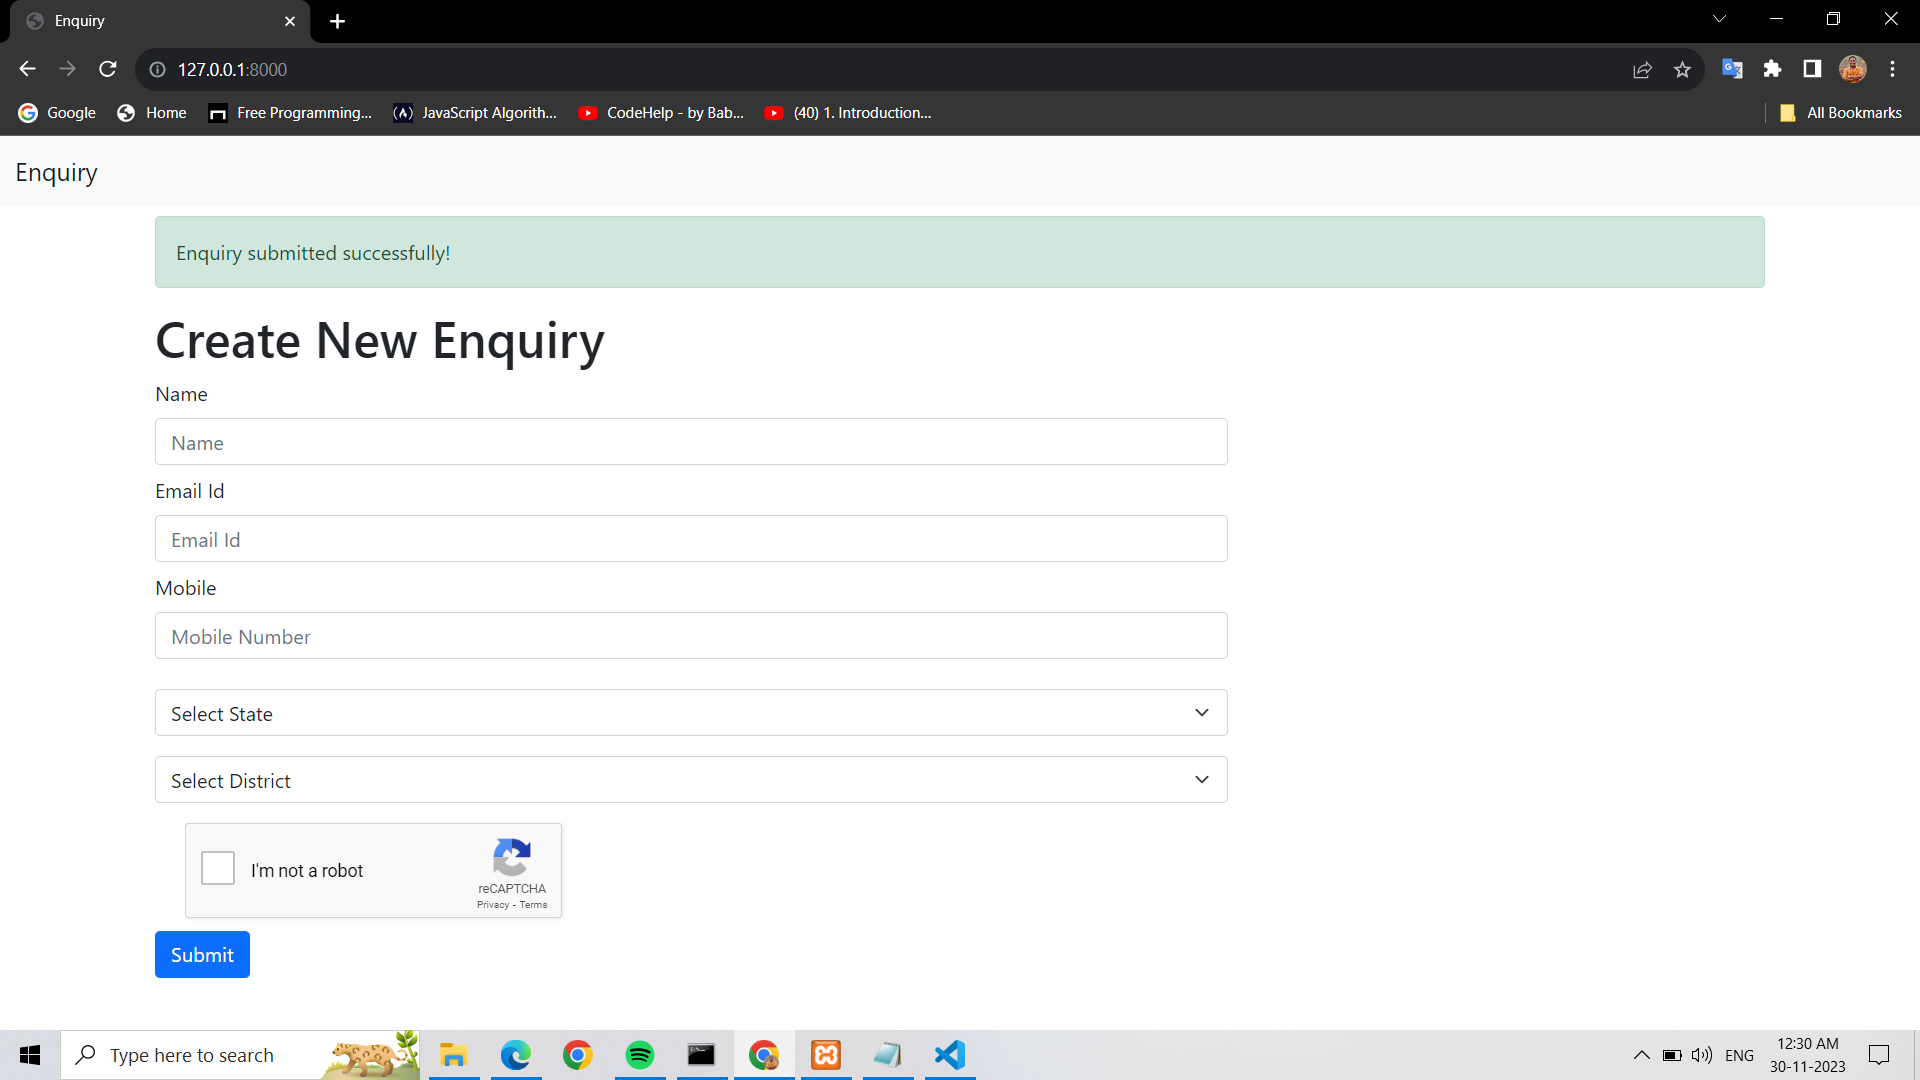 Enquiry
127.0.0.1:8000
Google
Home
Free Programming...
JavaScript Algorith...
CodeHelp - by Bab...
(40) 1. Introduction...
All Bookmarks
Enquiry
Enquiry submitted successfully!
Create New Enquiry
Name
Name
Email Id
Email Id
Mobile
Mobile Number
Select State
Select District
I'm not a robot
reCAPTCHA
Privacy - Terms
Submit
Type here to search
ENG
12:30 AM
30-11-2023